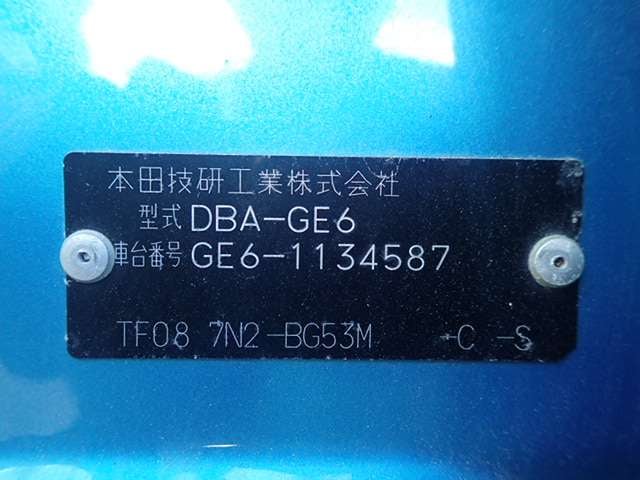 本田技研工業株式会社
型式 DBA-GE6
車台番号 GE6-1134587
TF08 7N2-BG53M -C -S